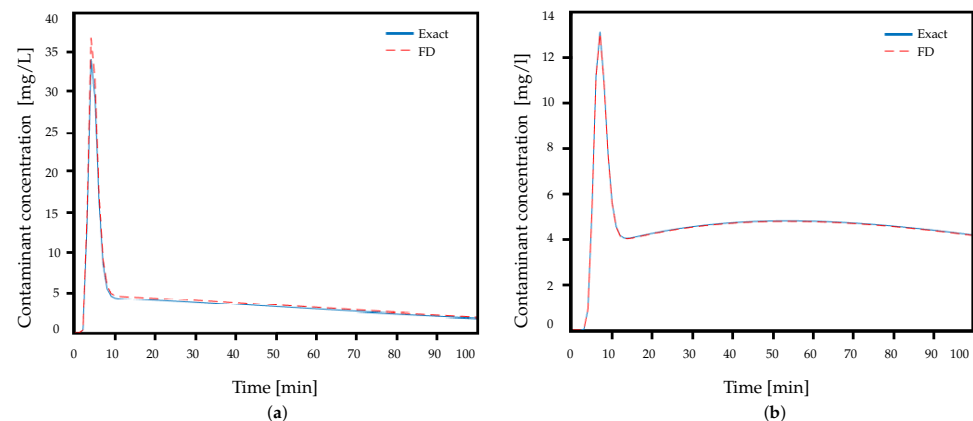 40
35
30
25
20
15
10
5
0
Contaminant concentration [mg/L]
Exact
FD
0 10 20 30 40 50 60 70 80 90 100
Time [min]
(a)
14
12
10
8
6
4
2
0
Contaminant concentration [mg/l]
Exact
FD
0 10 20 30 40 50 60 70 80 90 100
Time [min]
(b)